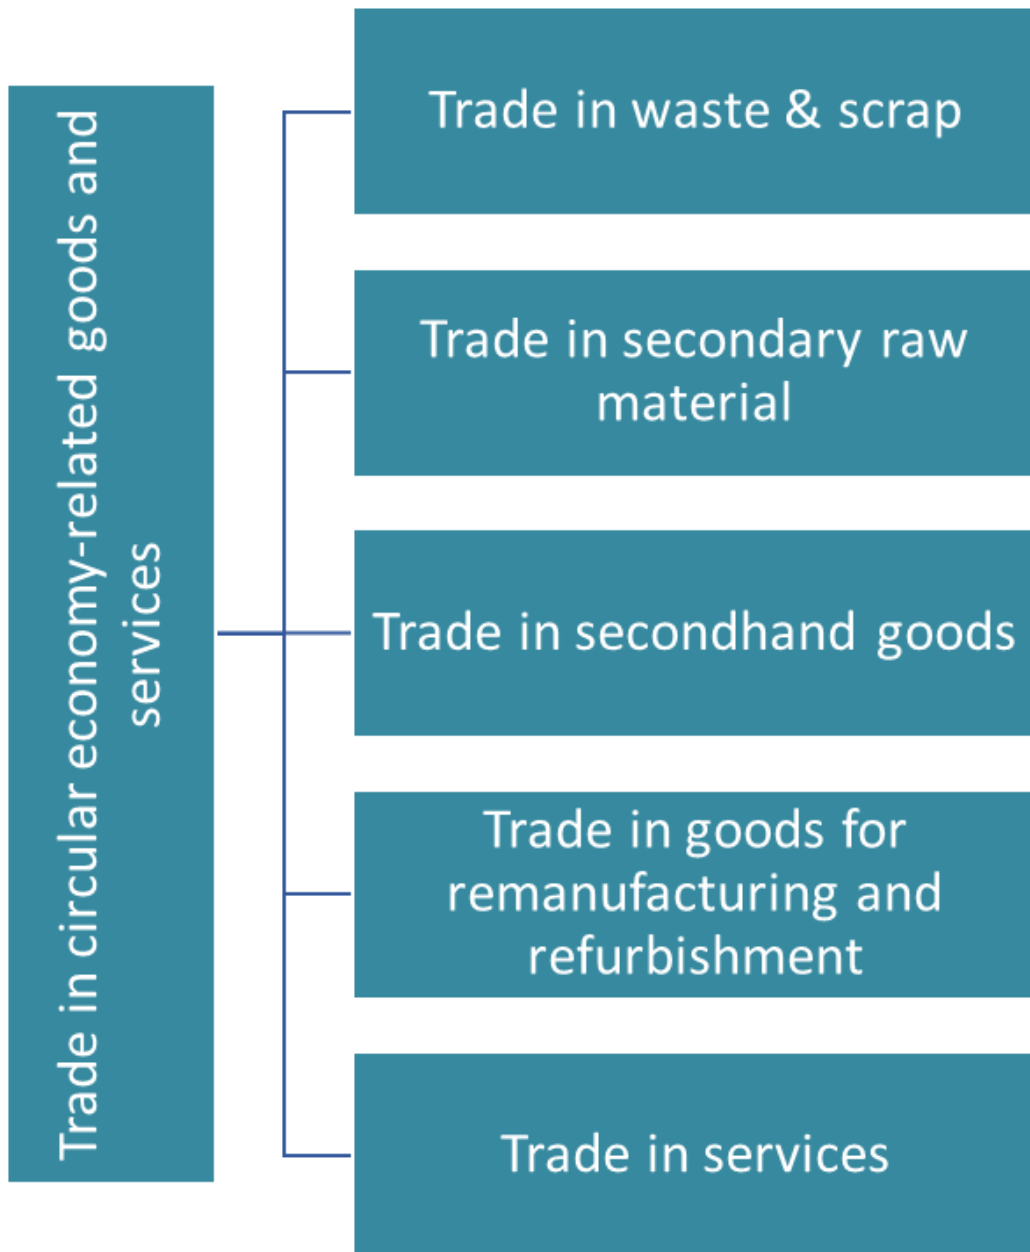 Trade in circular economy-related goods and
services
Trade in waste & scrap
Trade in secondary raw
material
Trade in secondhand goods
Trade in goods for
remanufacturing and
refurbishment
Trade in services